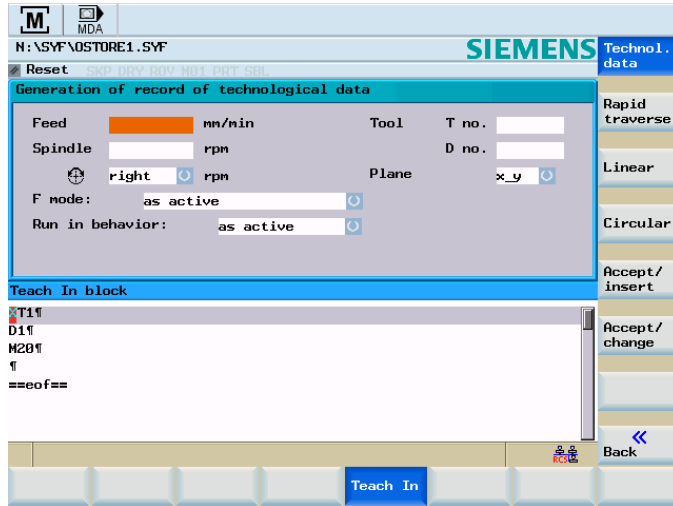 M
MDA
N:\SYF\OSTORE1.SYF
SIEMENS
Reset SKP DRY ROV M01 PRT SBL
Generation of record of technological data
Feed mm/min Tool T no.
Spindle rpm D no.
right rpm Plane x_y
F mode: as active
Run in behavior: as active
Teach In block
T1¶
D1¶
M20¶
¶
==eof==
RCS
Teach In
Technol.
data
Rapid
traverse
Linear
Circular
Accept/
insert
Accept/
change
«
Back